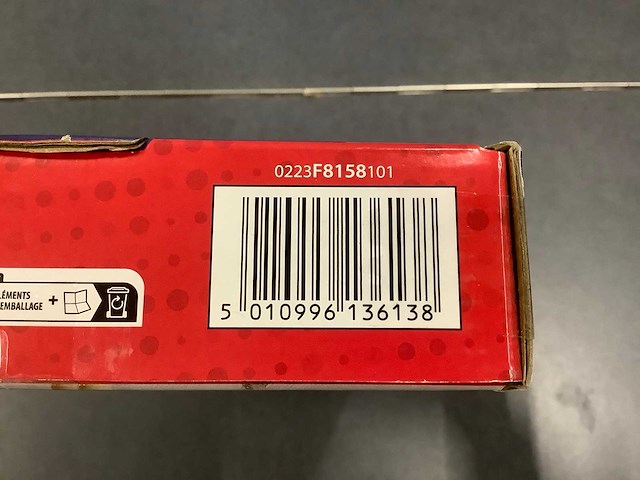 0223F8158101
5 010996 136138
ÉLÉMENTS
EMBALLAGE +